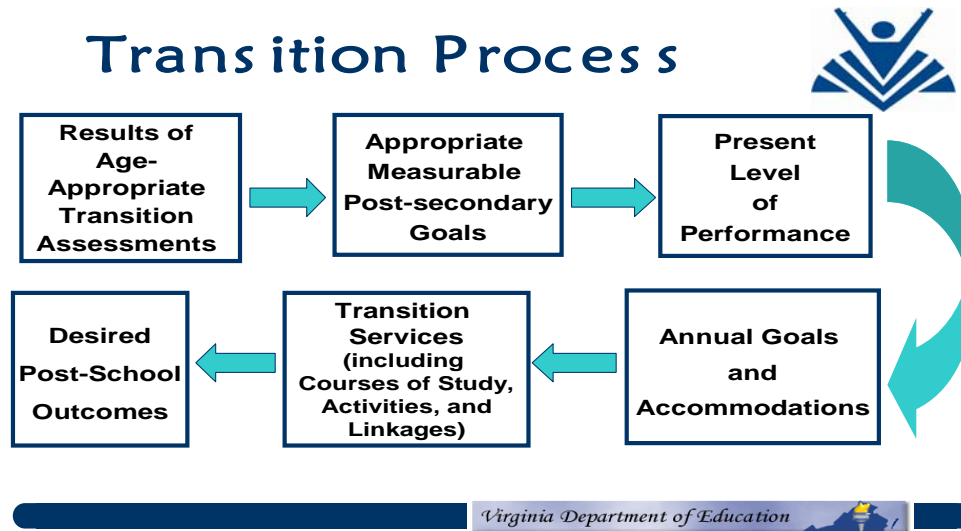 Transition Process
Results of
Age-
Appropriate
Transition
Assessments
Appropriate
Measurable
Post-secondary
Goals
Present
Level
of
Performance
Annual Goals
and
Accommodations
Transition
Services
(including
Courses of Study,
Activities, and
Linkages)
Desired
Post-School
Outcomes
Virginia Department of Education